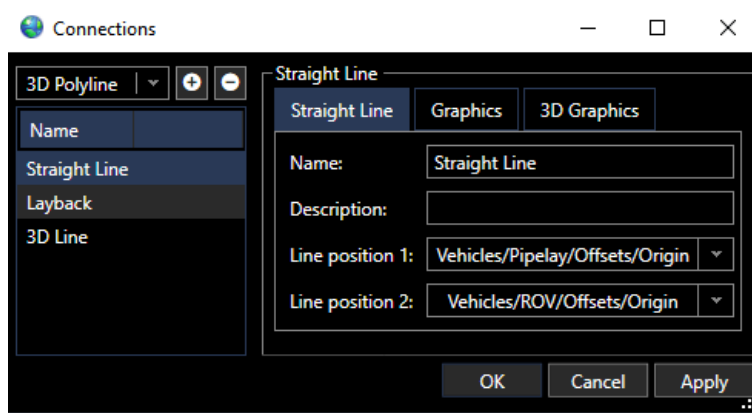 Connections
3D Polyline
Name
Straight Line
Layback
3D Line
Straight Line
Straight Line Graphics 3D Graphics
Name: Straight Line
Description:
Line position 1: Vehicles/Pipelay/Offsets/Origin
Line position 2: Vehicles/ROV/Offsets/Origin
OK Cancel Apply